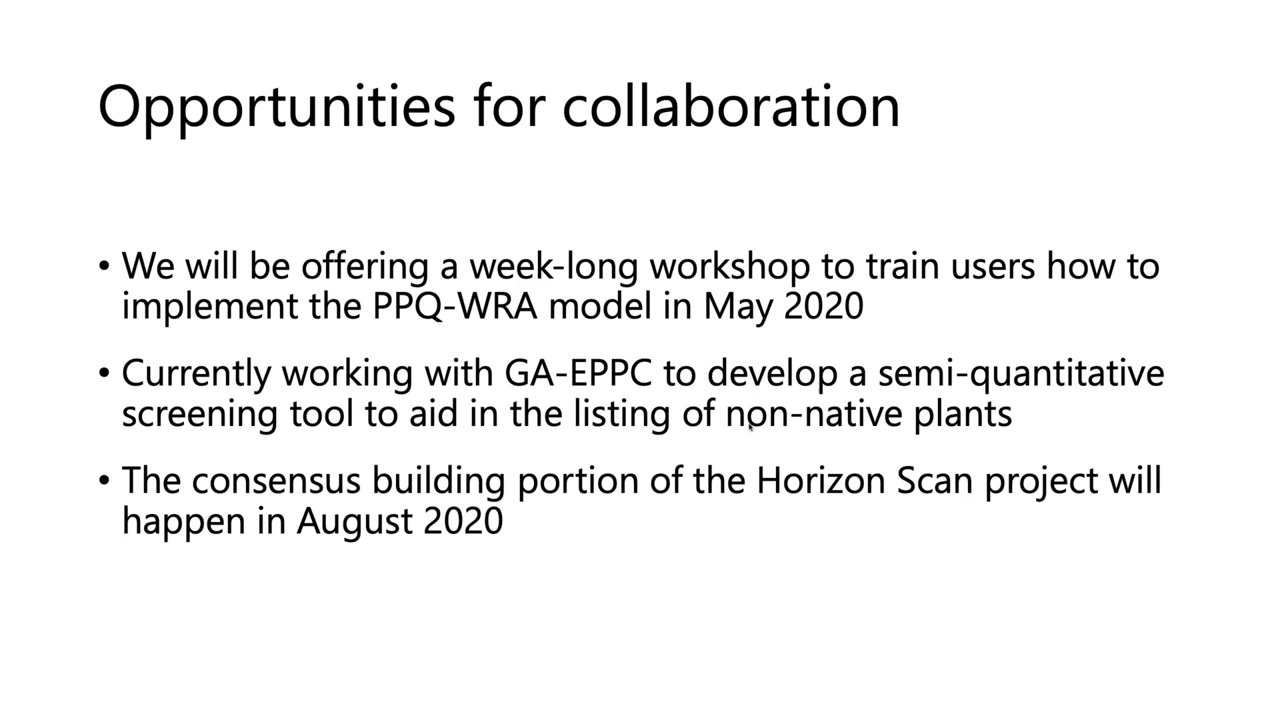 Opportunities for collaboration
• We will be offering a week-long workshop to train users how to
implement the PPQ-WRA model in May 2020
• Currently working with GA-EPPC to develop a semi-quantitative
screening tool to aid in the listing of non-native plants
• The consensus building portion of the Horizon Scan project will
happen in August 2020